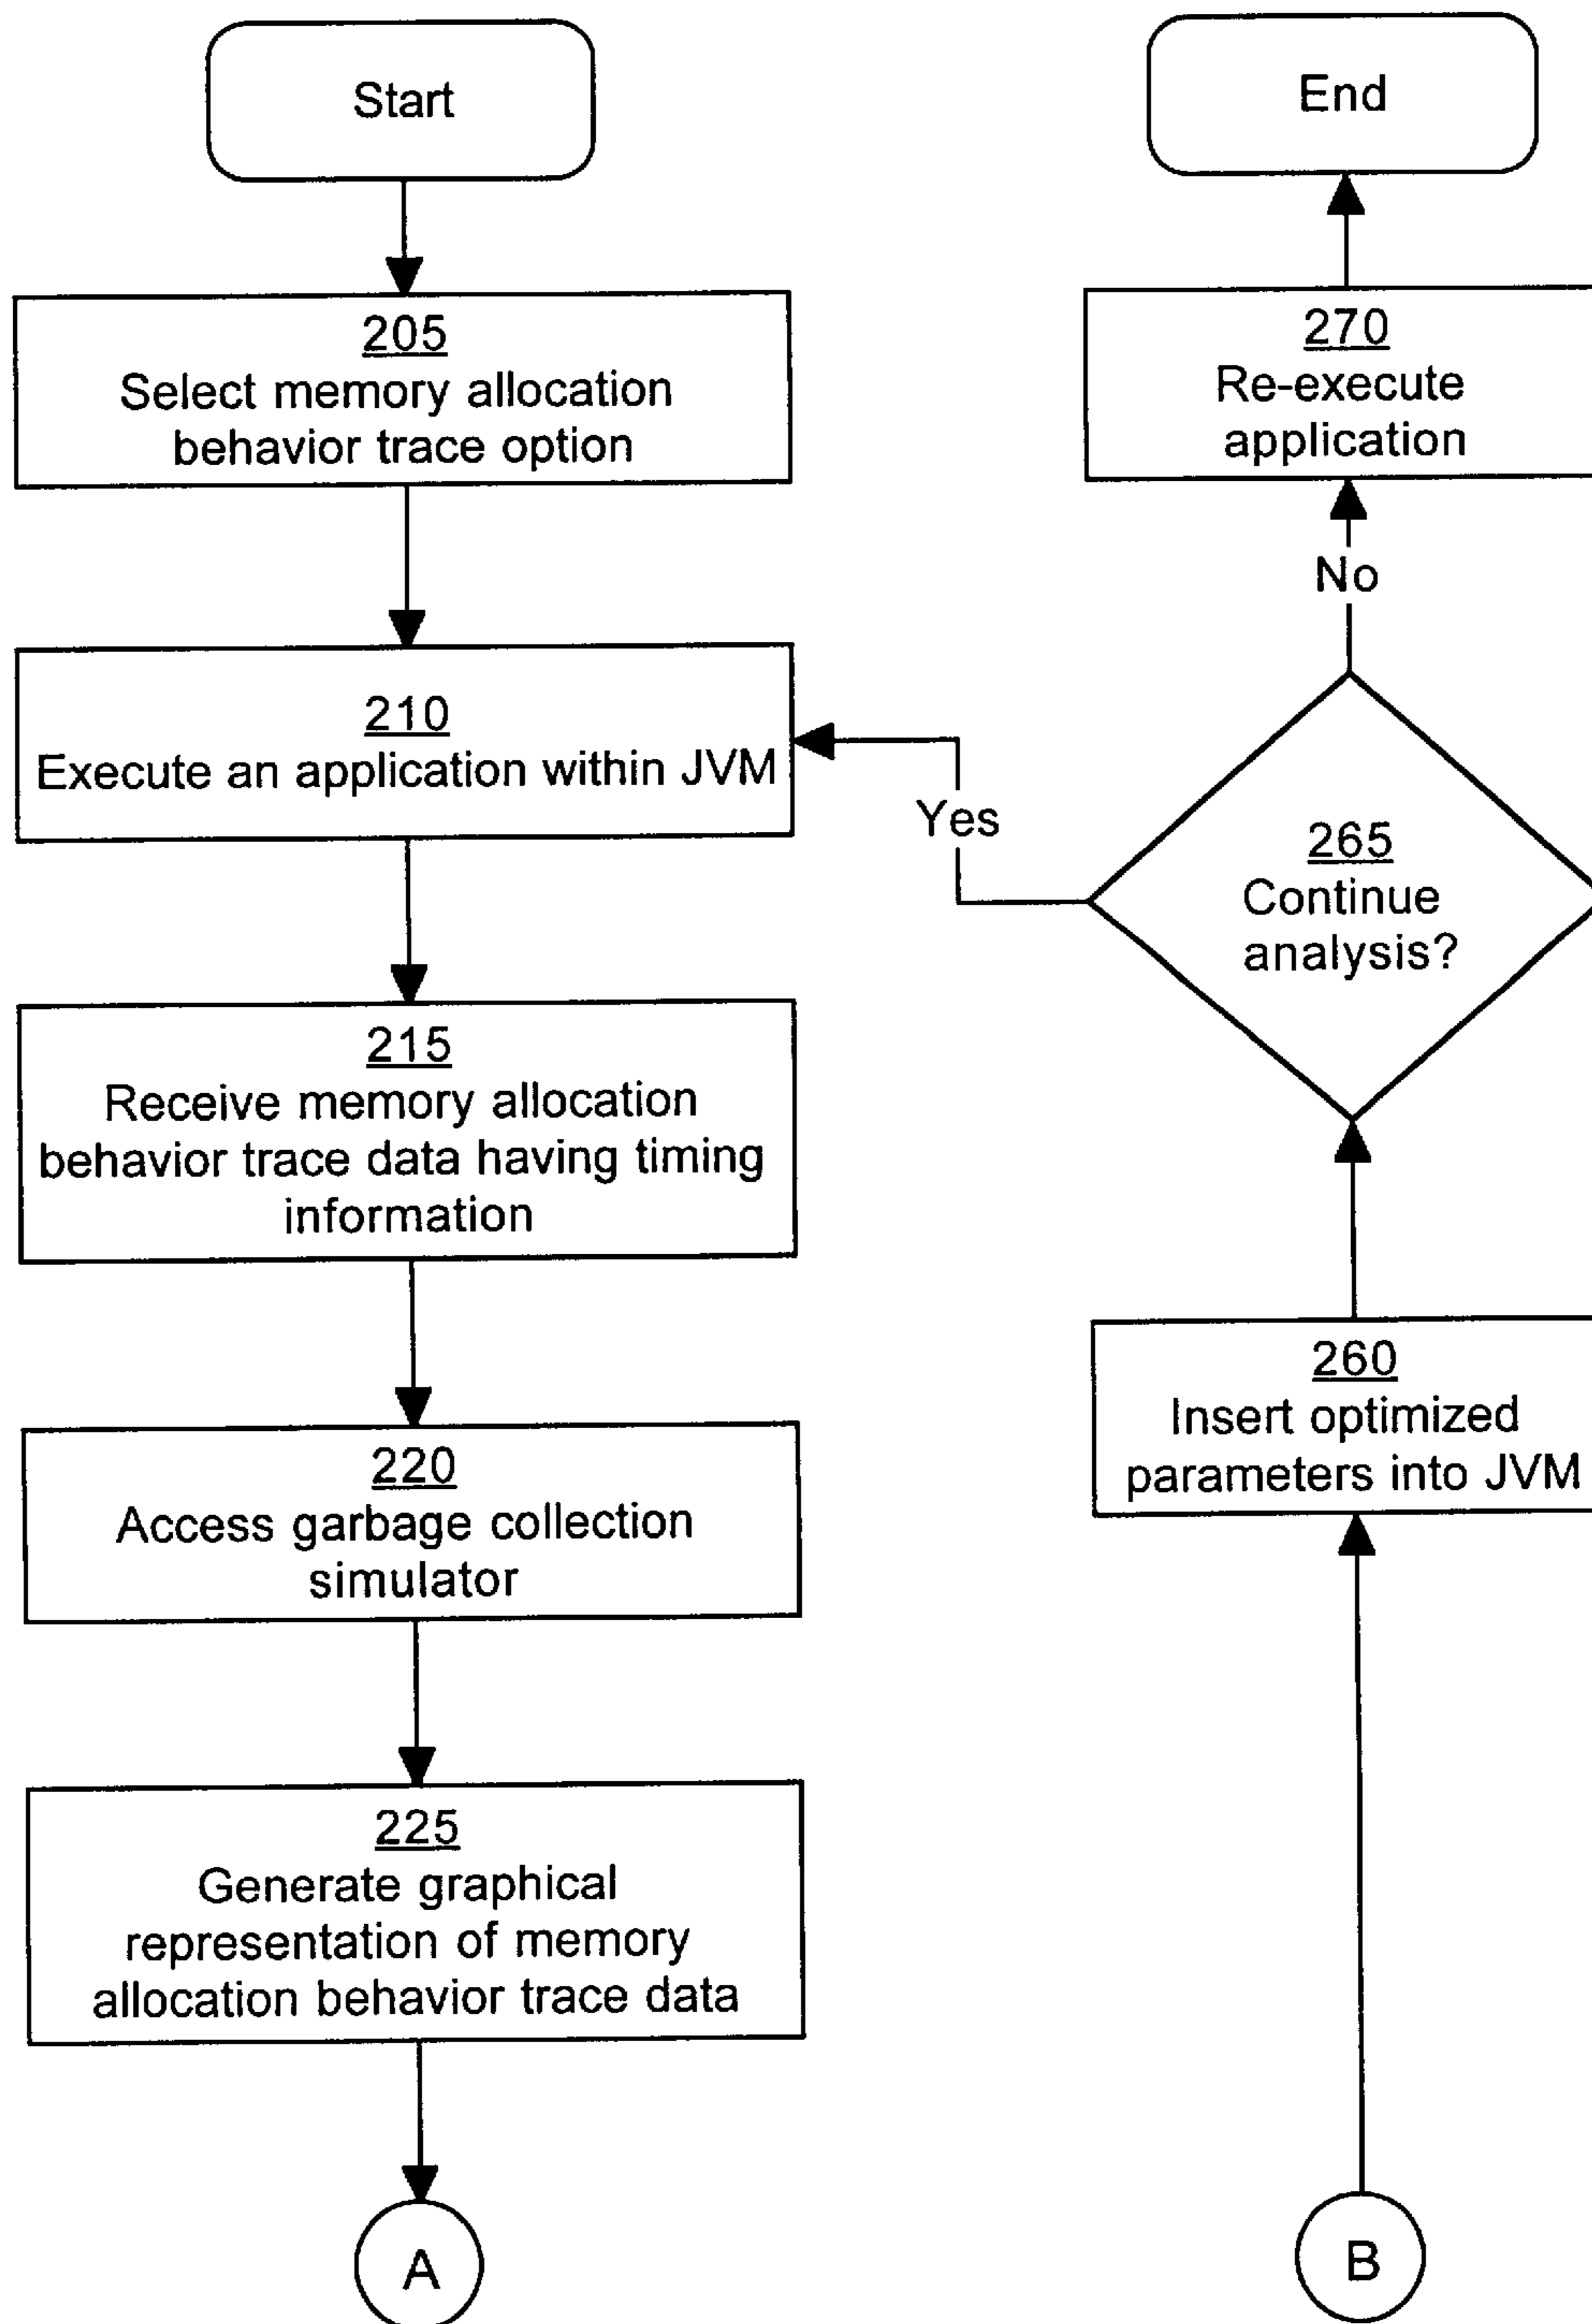 Start
205
Select memory allocation
behavior trace option
210
Execute an application within JVM
215
Receive memory allocation
behavior trace data having timing
information
220
Access garbage collection
simulator
225
Generate graphical
representation of memory
allocation behavior trace data
A
End
270
Re-execute
application
No
Yes
265
Continue
analysis?
260
Insert optimized
parameters into JVM
B